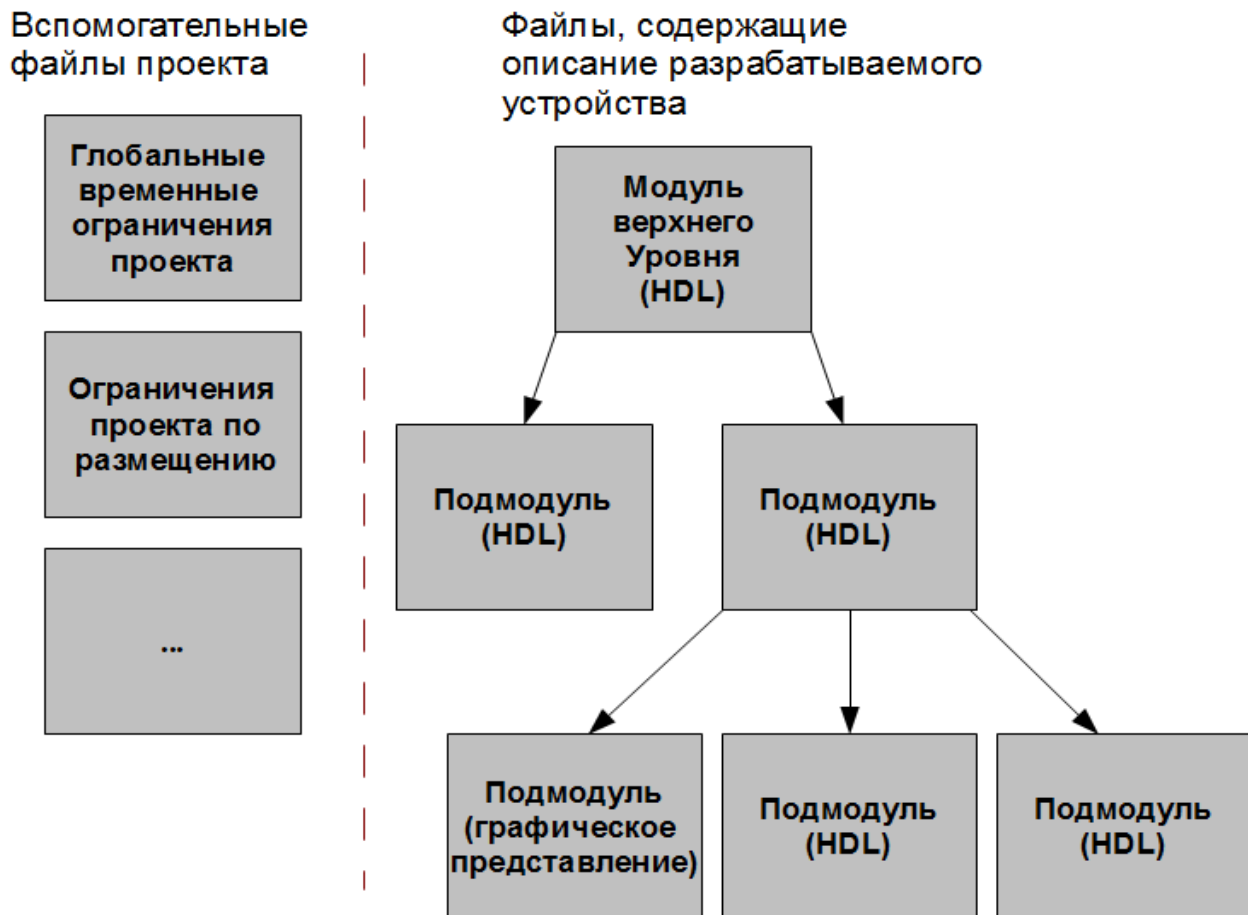 Вспомогательные
файлы проекта
Глобальные
временные
ограничения
проекта
Ограничения
проекта по
размещению
...
Файлы, содержащие
описание разрабатываемого
устройства
Модуль
верхнего
Уровня
(HDL)
Подмодуль
(HDL)
Подмодуль
(HDL)
Подмодуль
(графическое
представление)
Подмодуль
(HDL)
Подмодуль
(HDL)